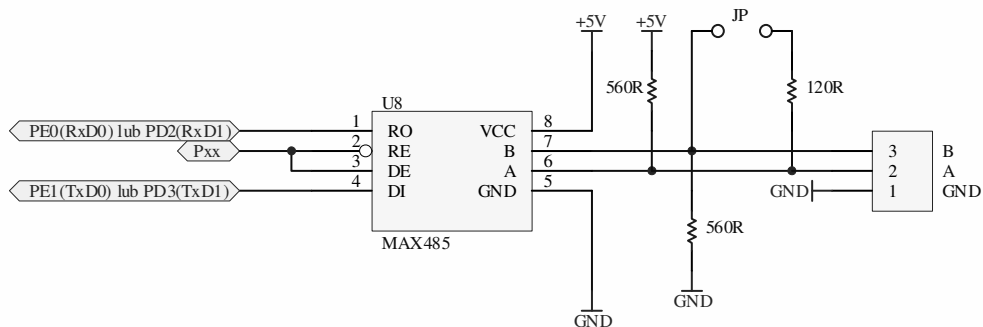 JP
+5V
+5V
560R
120R
U8
PE0(RxD0) lub PD2(RxD1)
1
RO
VCC
8
Pxx
2
RE
B
7
3
B
3
DE
A
6
2
A
PE1(TxD0) lub PD3(TxD1)
4
DI
GND
5
GND
1
GND
MAX485
560R
GND
GND